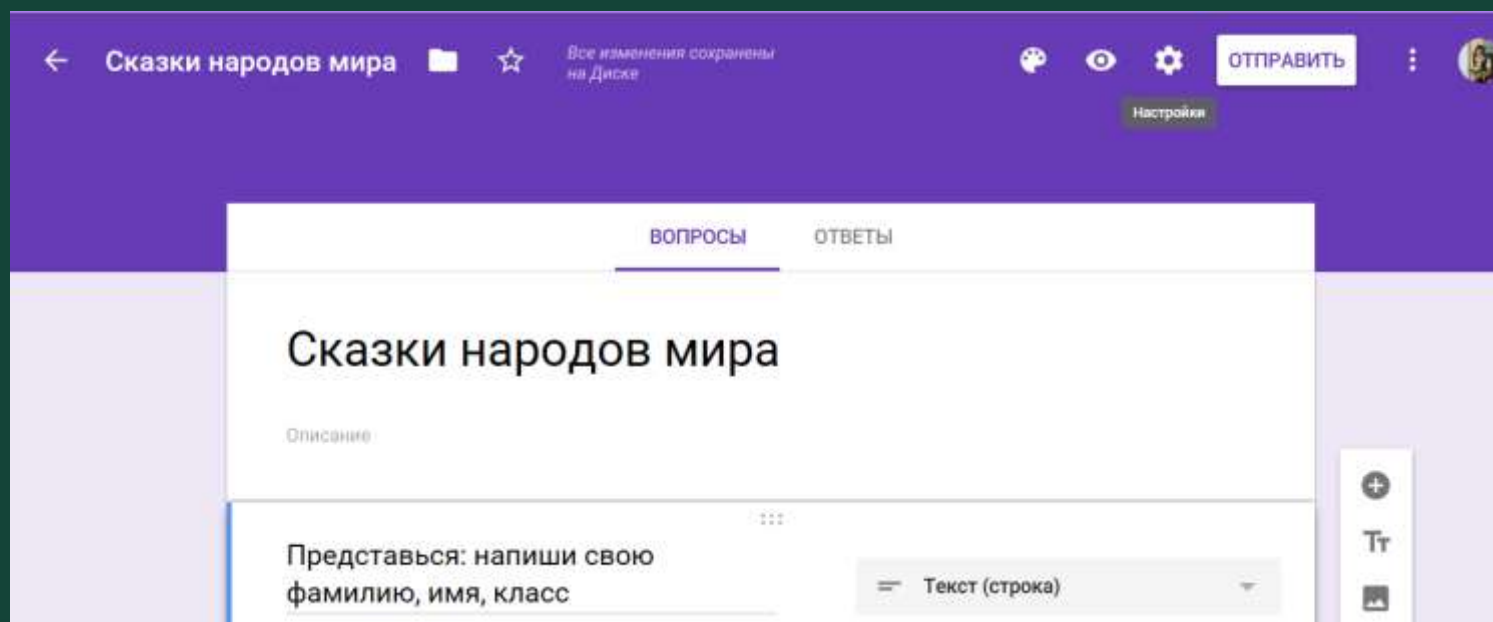 Сказки народов мира
Все изменения сохранены
на Диске
ОТПРАВИТЬ
Настройки
ВОПРОСЫ ОТВЕТЫ
Сказки народов мира
Описание
Представься: напиши свою
фамилию, имя, класс
Текст (строка)
Тт